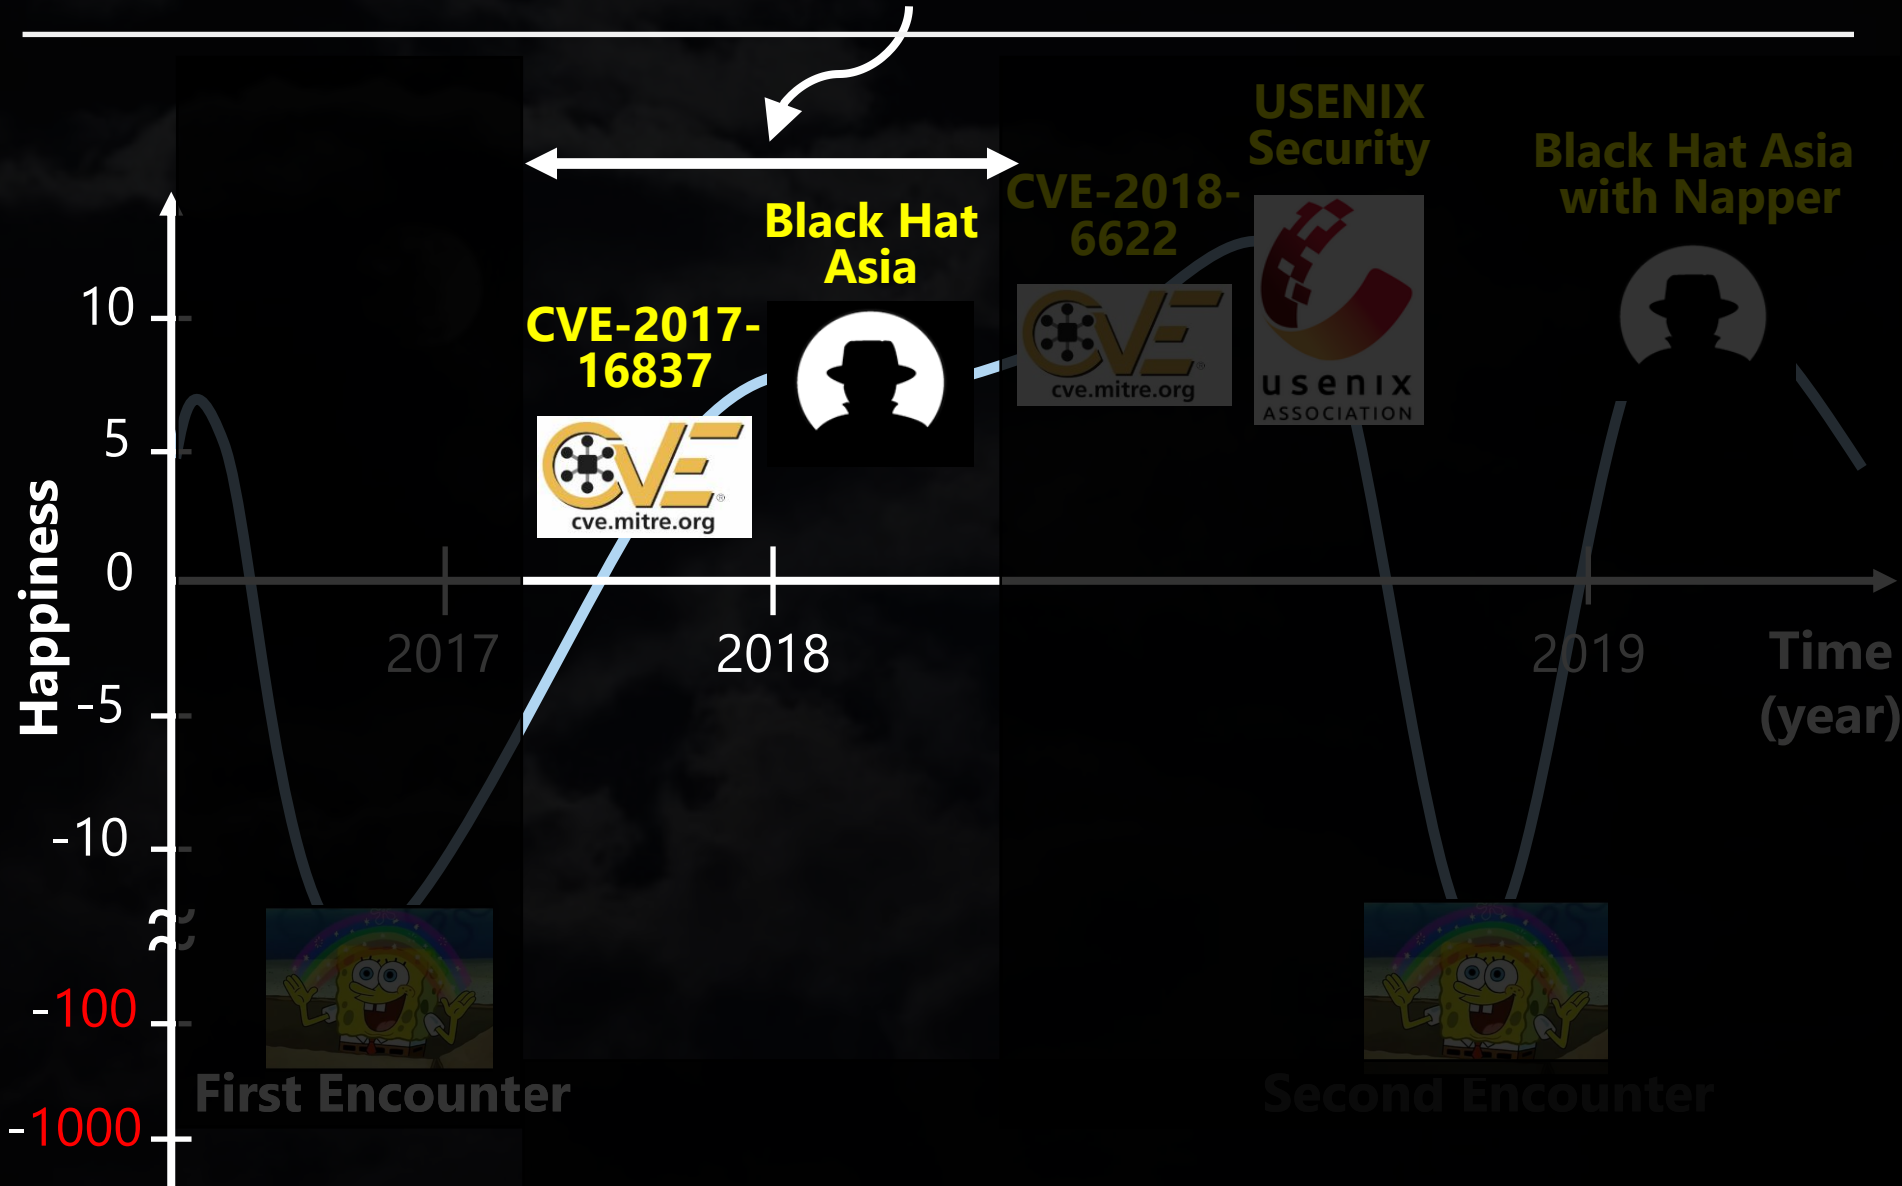 USENIX
Security
Black Hat Asia
with Napper
CVE-2018-
6622
Black Hat
Asia
CVE-2017-
16837
CVE
cve.mitre.org
CVE
®
cve.mitre.org
®
usenix
ASSOCIATION
10
5
0
-5
-10
-100
-1000
Happiness
2017
2018
2019
Time
(year)
First Encounter
Second Encounter